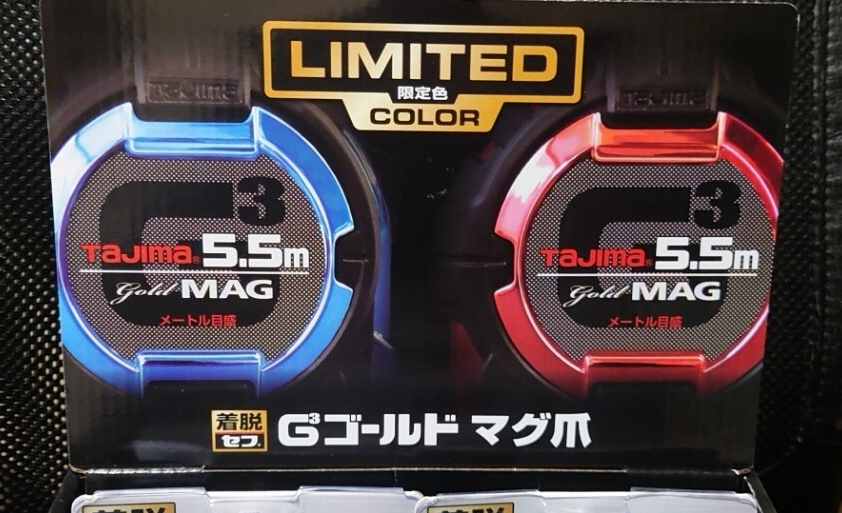 LIMITED
限定色
COLOR
TAJIMA
TAJIMA
G3
TAJIMA® 5.5m
Gold MAG
メートル目盛
G3
TAJIMA® 5.5m
Gold MAG
メートル目盛
着脱
セフ
G³ゴールド マグ爪